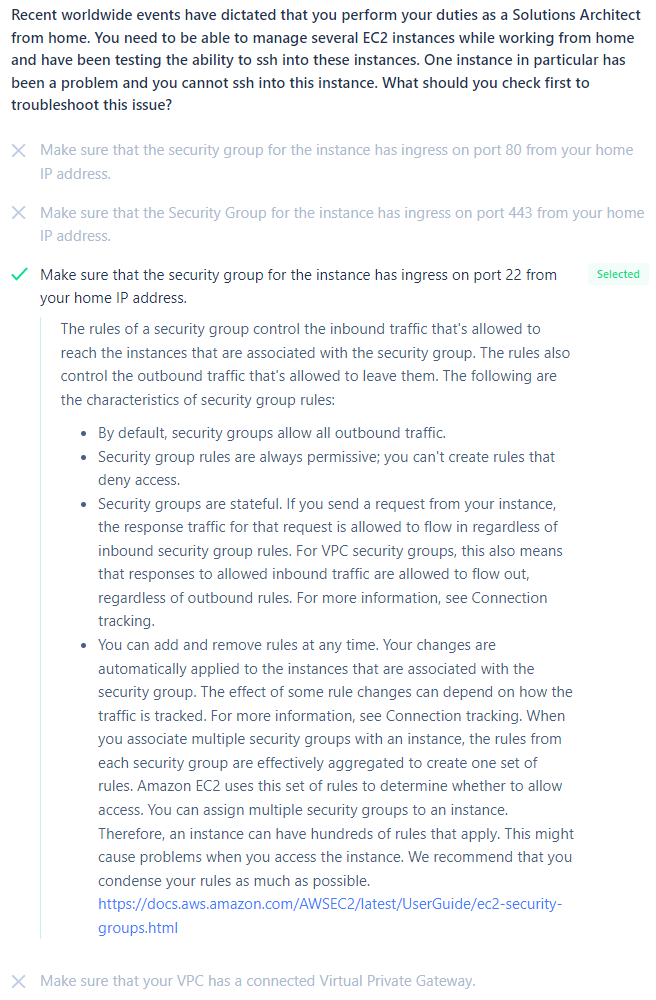 Recent worldwide events have dictated that you perform your duties as a Solutions Architect
from home. You need to be able to manage several EC2 instances while working from home
and have been testing the ability to ssh into these instances. One instance in particular has
been a problem and you cannot ssh into this instance. What should you check first to
troubleshoot this issue?
Make sure that the security group for the instance has ingress on port 80 from your home
IP address.
Make sure that the Security Group for the instance has ingress on port 443 from your home
IP address.
Make sure that the security group for the instance has ingress on port 22 from
your home IP address.
Selected
The rules of a security group control the inbound traffic that's allowed to
reach the instances that are associated with the security group. The rules also
control the outbound traffic that's allowed to leave them. The following are
the characteristics of security group rules:
• By default, security groups allow all outbound traffic.
• Security group rules are always permissive; you can't create rules that
deny access.
• Security groups are stateful. If you send a request from your instance,
the response traffic for that request is allowed to flow in regardless of
inbound security group rules. For VPC security groups, this also means
that responses to allowed inbound traffic are allowed to flow out,
regardless of outbound rules. For more information, see Connection
tracking.
• You can add and remove rules at any time. Your changes are
automatically applied to the instances that are associated with the
security group. The effect of some rule changes can depend on how the
traffic is tracked. For more information, see Connection tracking. When
you associate multiple security groups with an instance, the rules from
each security group are effectively aggregated to create one set of
rules. Amazon EC2 uses this set of rules to determine whether to allow
access. You can assign multiple security groups to an instance.
Therefore, an instance can have hundreds of rules that apply. This might
cause problems when you access the instance. We recommend that you
condense your rules as much as possible.
https://docs.aws.amazon.com/AWSEC2/latest/UserGuide/ec2-security-
groups.html
Make sure that your VPC has a connected Virtual Private Gateway.